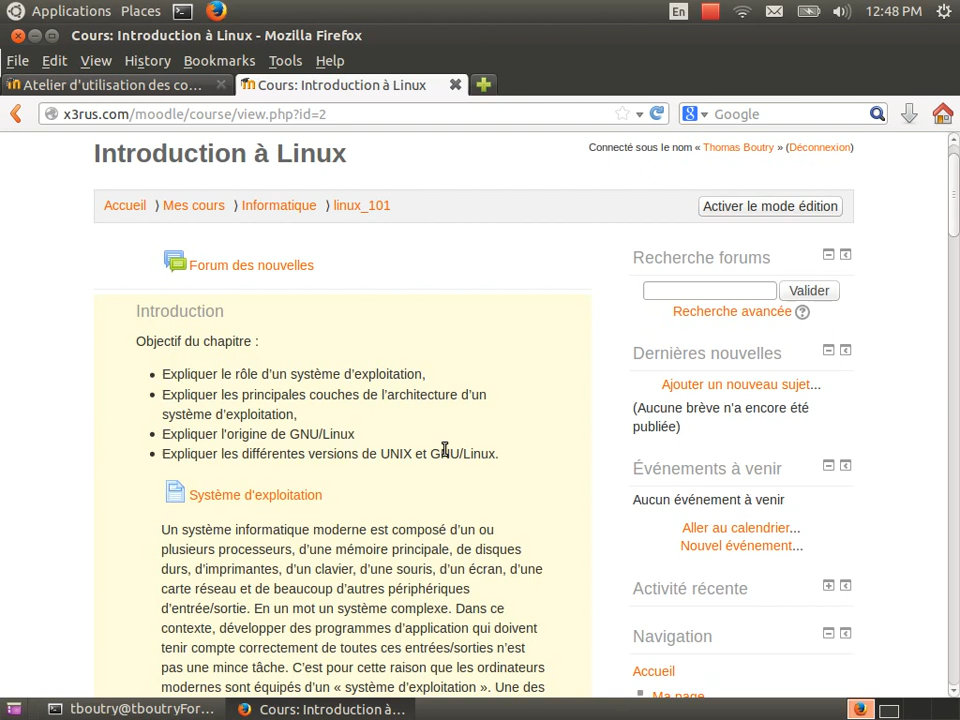 Applications Places En 12:48 PM
Cours: Introduction à Linux - Mozilla Firefox
File Edit View History Bookmarks Tools Help
Atelier d'utilisation des co... Cours: Introduction à Linux
x3rus.com/moodle/course/view.php?id=2 Google
Introduction à Linux
Connecté sous le nom « Thomas Boutry » (Déconnexion)
Accueil ⟩ Mes cours ⟩ Informatique ⟩ linux_101
Activer le mode édition
Forum des nouvelles
Introduction
Objectif du chapitre :
• Expliquer le rôle d'un système d'exploitation,
• Expliquer les principales couches de l'architecture d'un
système d'exploitation,
• Expliquer l'origine de GNU/Linux
• Expliquer les différentes versions de UNIX et GNU/Linux.
Système d'exploitation
Un système informatique moderne est composé d'un ou
plusieurs processeurs, d'une mémoire principale, de disques
durs, d'imprimantes, d'un clavier, d'une souris, d'un écran, d'une
carte réseau et de beaucoup d'autres périphériques
d'entrée/sortie. En un mot un système complexe. Dans ce
contexte, développer des programmes d'application qui doivent
tenir compte correctement de toutes ces entrées/sorties n'est
pas une mince tâche. C'est pour cette raison que les ordinateurs
modernes sont équipés d'un « système d'exploitation ». Une des
Recherche forums
Valider
Recherche avancée
Dernières nouvelles
Ajouter un nouveau sujet...
(Aucune brève n'a encore été
publiée)
Événements à venir
Aucun événement à venir
Aller au calendrier...
Nouvel événement...
Activité récente
Navigation
Accueil
Ma page
tboutry@tboutryFor... Cours: Introduction à...